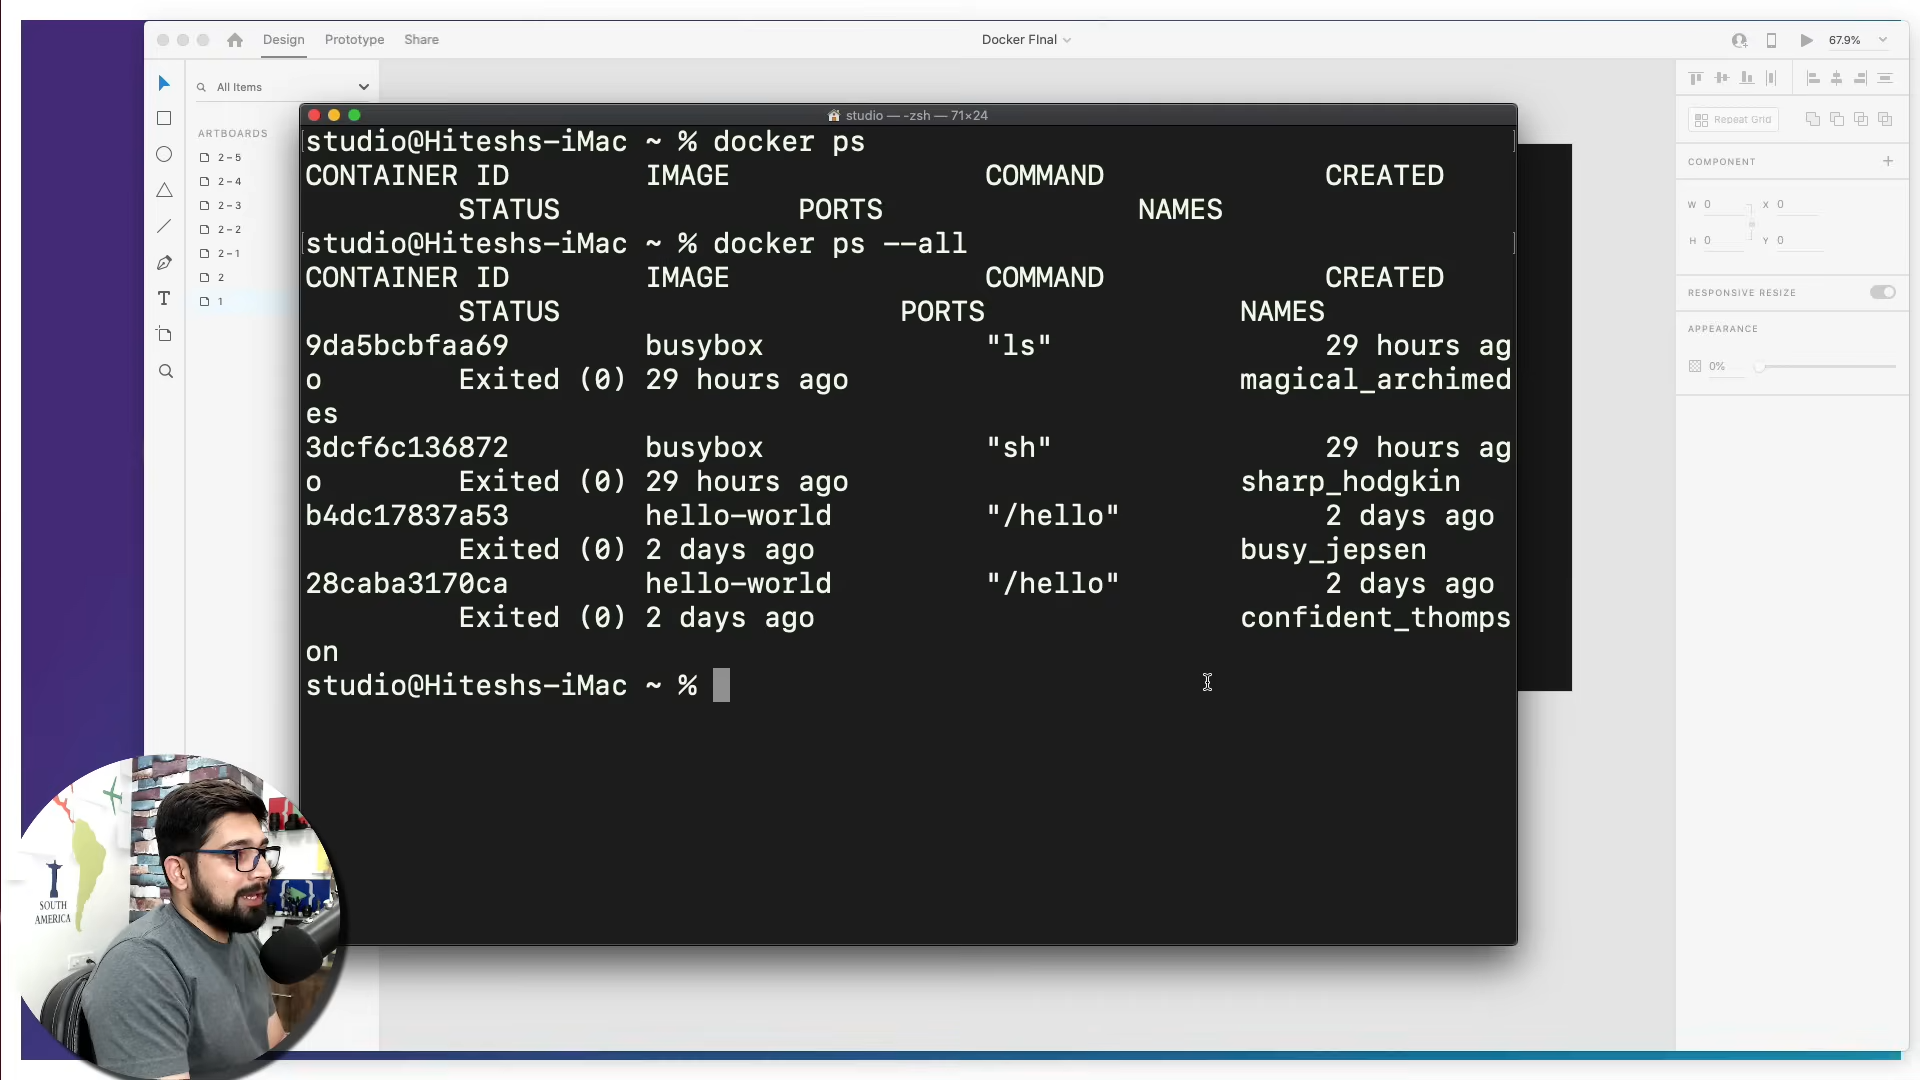 Design Prototype Share
Docker FInal
67.9%
All Items
ARTBOARDS
2 – 5
2 – 4
2 – 3
2 – 2
2 – 1
2
1
studio — -zsh — 71×24
studio@Hiteshs-iMac ~ % docker ps
CONTAINER ID IMAGE COMMAND CREATED
STATUS PORTS NAMES
studio@Hiteshs-iMac ~ % docker ps --all
CONTAINER ID IMAGE COMMAND CREATED
STATUS PORTS NAMES
9da5bcbfaa69 busybox "ls" 29 hours ag
o Exited (0) 29 hours ago magical_archimed
es
3dcf6c136872 busybox "sh" 29 hours ag
o Exited (0) 29 hours ago sharp_hodgkin
b4dc17837a53 hello-world "/hello" 2 days ago
Exited (0) 2 days ago busy_jepsen
28caba3170ca hello-world "/hello" 2 days ago
Exited (0) 2 days ago confident_thomps
on
studio@Hiteshs-iMac ~ %
Repeat Grid
COMPONENT
W 0 X 0
H 0 Y 0
RESPONSIVE RESIZE
APPEARANCE
0%
SOUTH
AMERICA